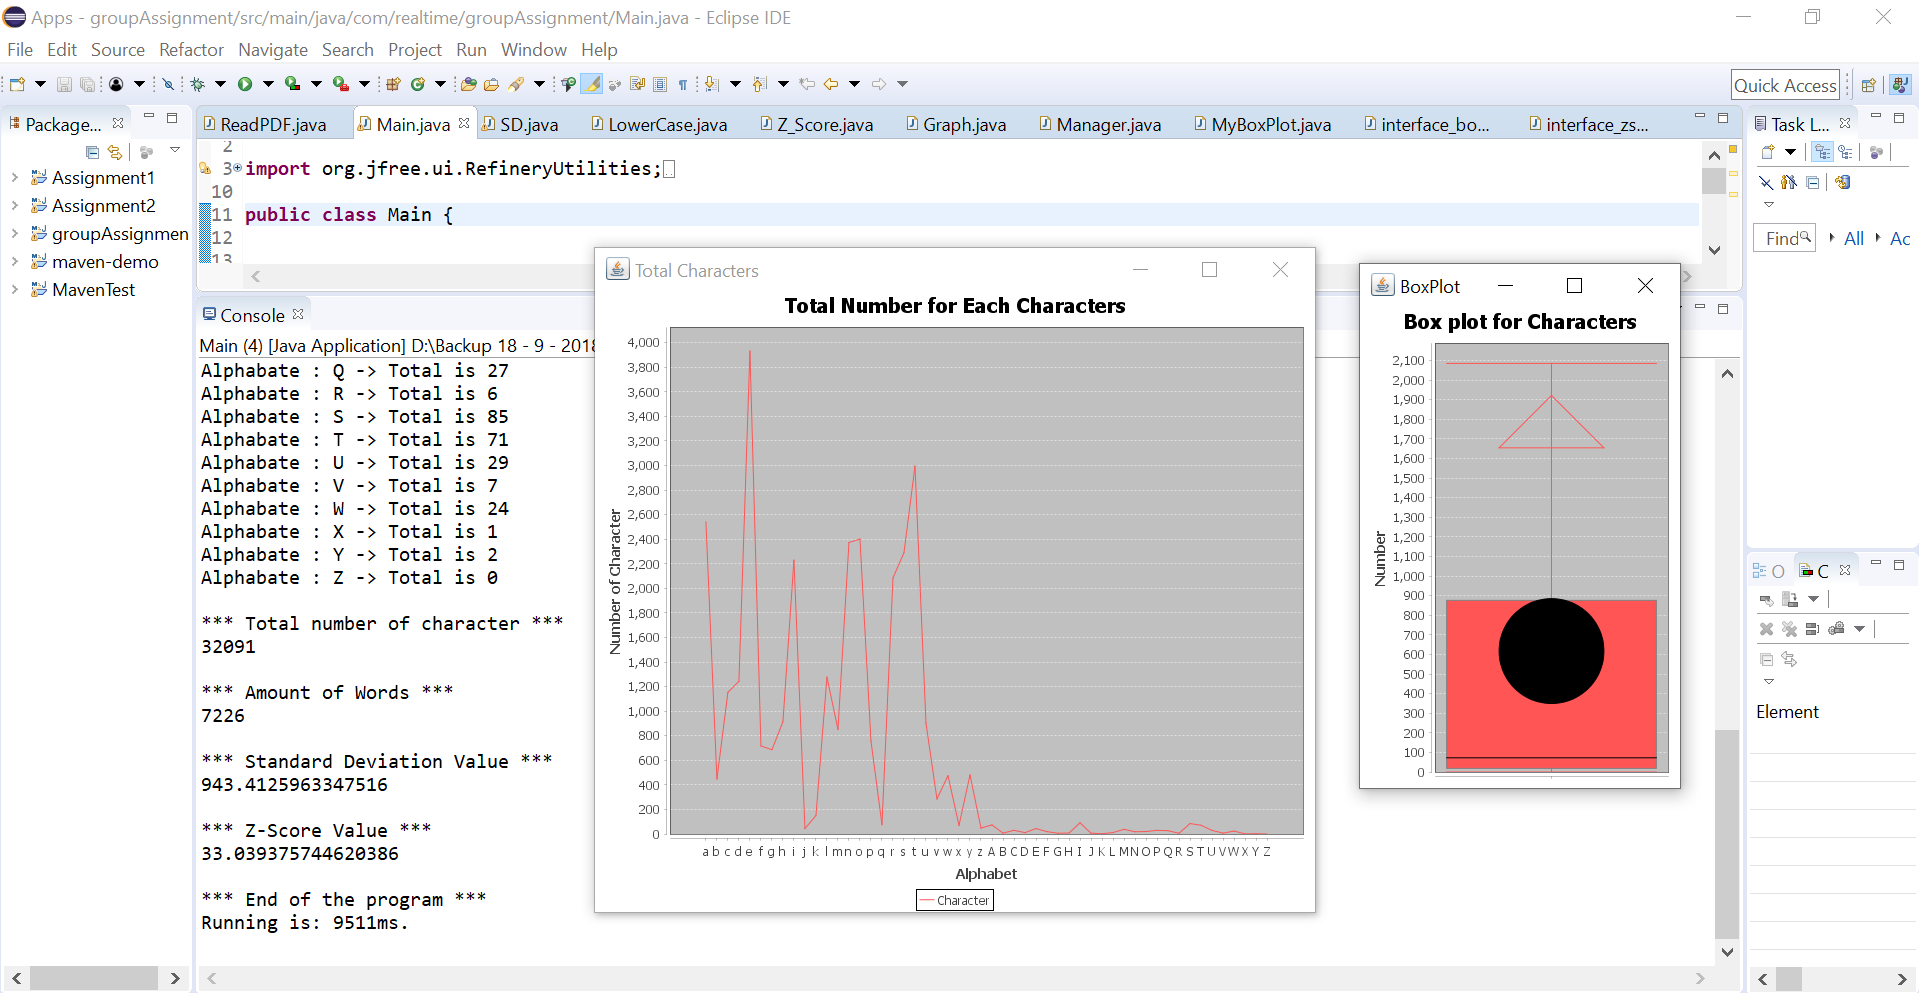 Apps - groupAssignment/src/main/java/com/realtime/groupAssignment/Main.java - Eclipse IDE
File Edit Source Refactor Navigate Search Project Run Window Help
Quick Access
Package...
ReadPDF.java Main.java SD.java LowerCase.java Z_Score.java Graph.java Manager.java MyBoxPlot.java interface_bo... interface_zs...
Task L...
Assignment1
Assignment2
groupAssignmen
maven-demo
MavenTest
2
3 import org.jfree.ui.RefineryUtilities;
10
11 public class Main {
12
13
Find All Ac
Console
Main (4) [Java Application] D:\Backup 18 - 9 - 2018
Alphabate : Q -> Total is 27
Alphabate : R -> Total is 6
Alphabate : S -> Total is 85
Alphabate : T -> Total is 71
Alphabate : U -> Total is 29
Alphabate : V -> Total is 7
Alphabate : W -> Total is 24
Alphabate : X -> Total is 1
Alphabate : Y -> Total is 2
Alphabate : Z -> Total is 0
*** Total number of character ***
32091
*** Amount of Words ***
7226
*** Standard Deviation Value ***
943.4125963347516
*** Z-Score Value ***
33.039375744620386
*** End of the program ***
Running is: 9511ms.
Total Characters
Total Number for Each Characters
Number of Character
4,000
3,800
3,600
3,400
3,200
3,000
2,800
2,600
2,400
2,200
2,000
1,800
1,600
1,400
1,200
1,000
800
600
400
200
0
a b c d e f g h i j k l m n o p q r s t u v w x y z A B C D E F G H I J K L M N O P Q R S T U V W X Y Z
Alphabet
Character
BoxPlot
Box plot for Characters
Number
2,100
2,000
1,900
1,800
1,700
1,600
1,500
1,400
1,300
1,200
1,100
1,000
900
800
700
600
500
400
300
200
100
0
O C
Element